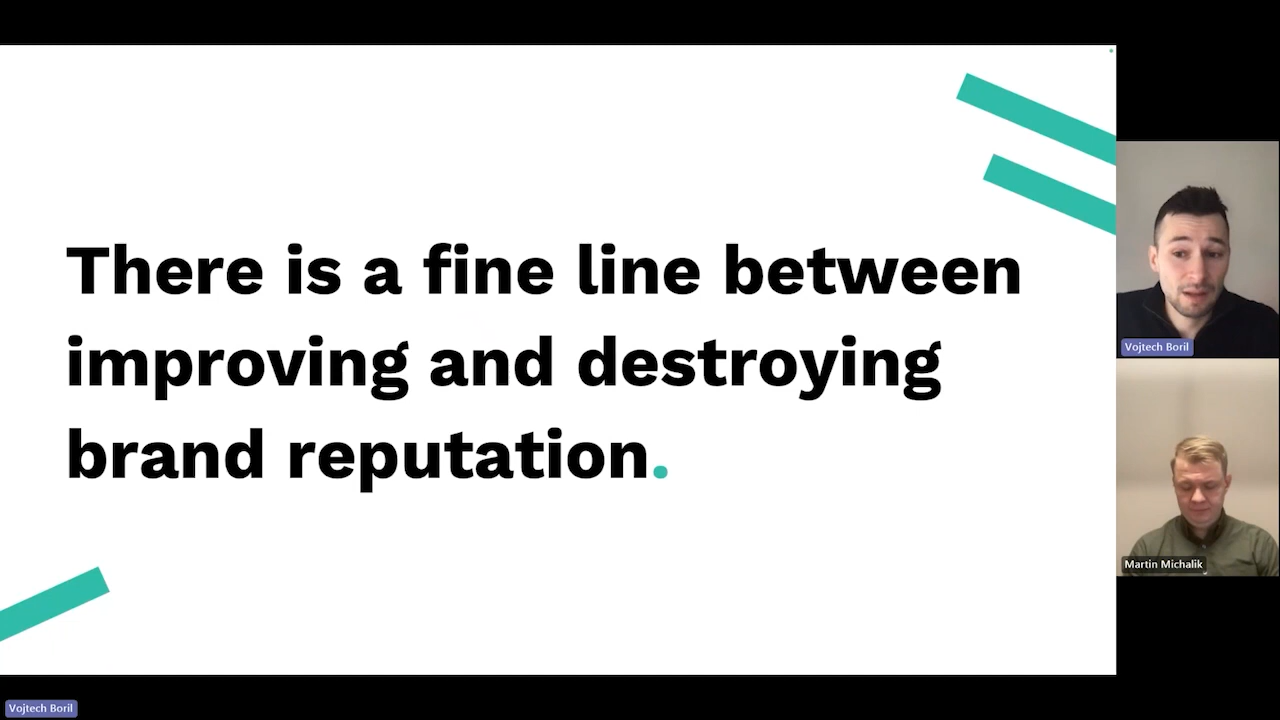 There is a fine line between
improving and destroying
brand reputation.
Vojtech Boril
Martin Michalik
Vojtech Boril